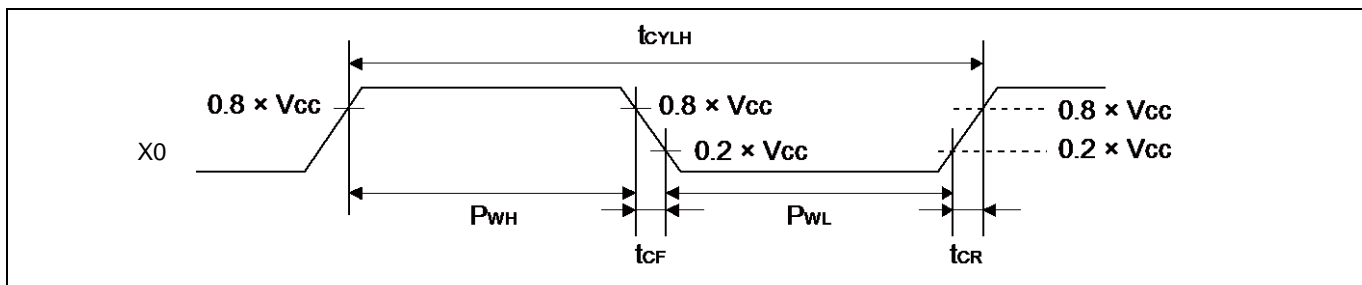 tCYLH
0.8 × Vcc
0.8 × Vcc
0.8 × Vcc
X0
0.2 × Vcc
0.2 × Vcc
PWH
PWL
tCF
tCR